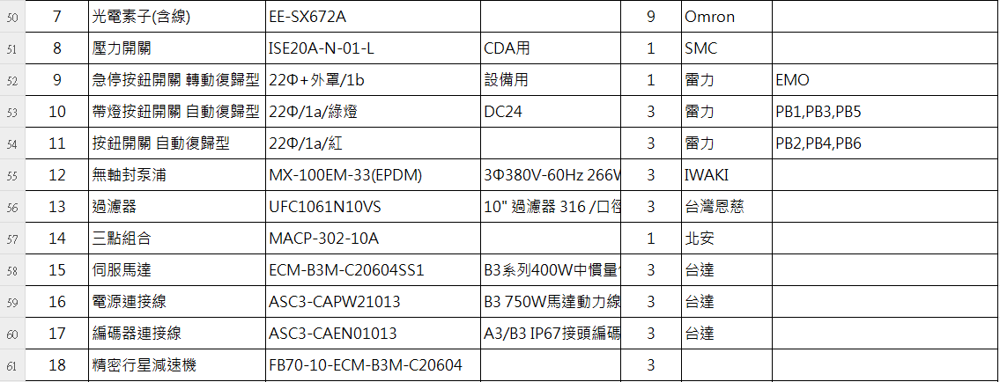 50 7 光電素子(含線) EE-SX672A 9 Omron
51 8 壓力開關 ISE20A-N-01-L CDA用 1 SMC
52 9 急停按鈕開關 轉動復歸型 22Φ+外罩/1b 設備用 1 雷力 EMO
53 10 帶燈按鈕開關 自動復歸型 22Φ/1a/綠燈 DC24 3 雷力 PB1,PB3,PB5
54 11 按鈕開關 自動復歸型 22Φ/1a/紅 3 雷力 PB2,PB4,PB6
55 12 無軸封泵浦 MX-100EM-33(EPDM) 3Φ380V-60Hz 266W 3 IWAKI
56 13 過濾器 UFC1061N10VS 10" 過濾器 316 /口徑 3 台灣恩慈
57 14 三點組合 MACP-302-10A 1 北安
58 15 伺服馬達 ECM-B3M-C20604SS1 B3系列400W中慣量 3 台達
59 16 電源連接線 ASC3-CAPW21013 B3 750W馬達動力線 3 台達
60 17 編碼器連接線 ASC3-CAEN01013 A3/B3 IP67接頭編碼 3 台達
61 18 精密行星減速機 FB70-10-ECM-B3M-C20604 3